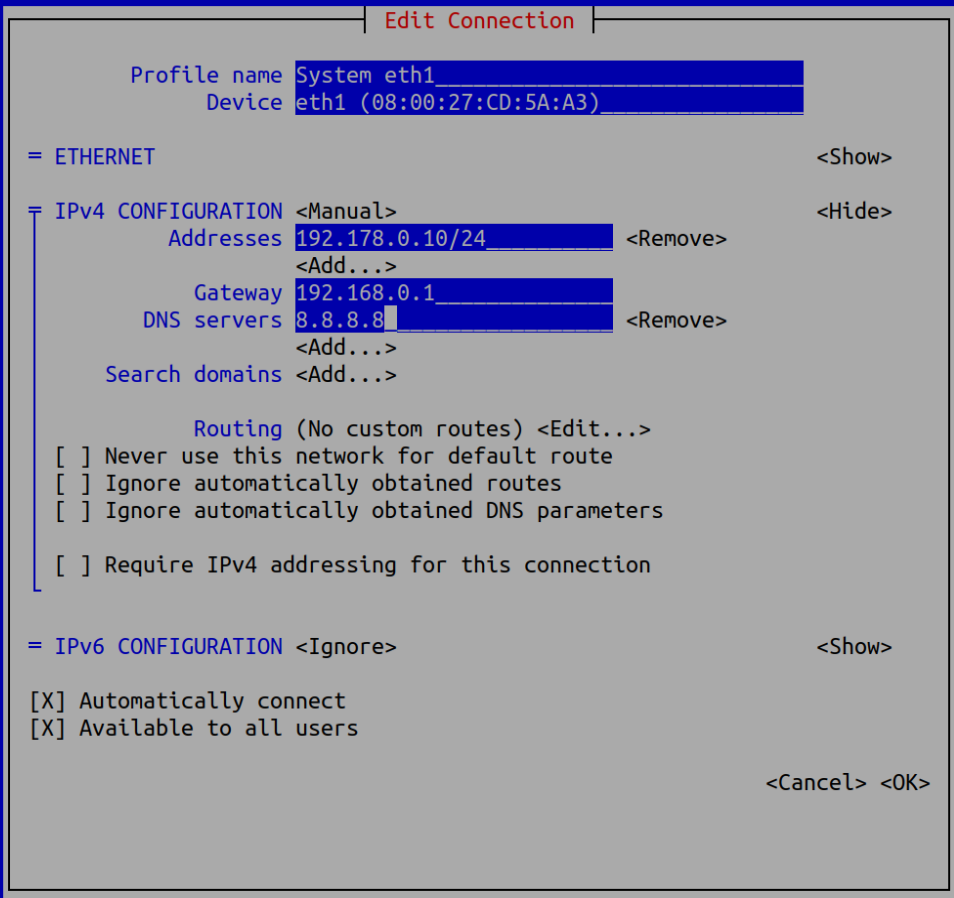 Edit Connection
Profile name System eth1
Device eth1 (08:00:27:CD:5A:A3)
= ETHERNET <Show>
= IPv4 CONFIGURATION <Manual> <Hide>
Addresses 192.178.0.10/24 <Remove>
<Add...>
Gateway 192.168.0.1
DNS servers 8.8.8.8 <Remove>
<Add...>
Search domains <Add...>
Routing (No custom routes) <Edit...>
[ ] Never use this network for default route
[ ] Ignore automatically obtained routes
[ ] Ignore automatically obtained DNS parameters
[ ] Require IPv4 addressing for this connection
= IPv6 CONFIGURATION <Ignore> <Show>
[X] Automatically connect
[X] Available to all users
<Cancel> <OK>